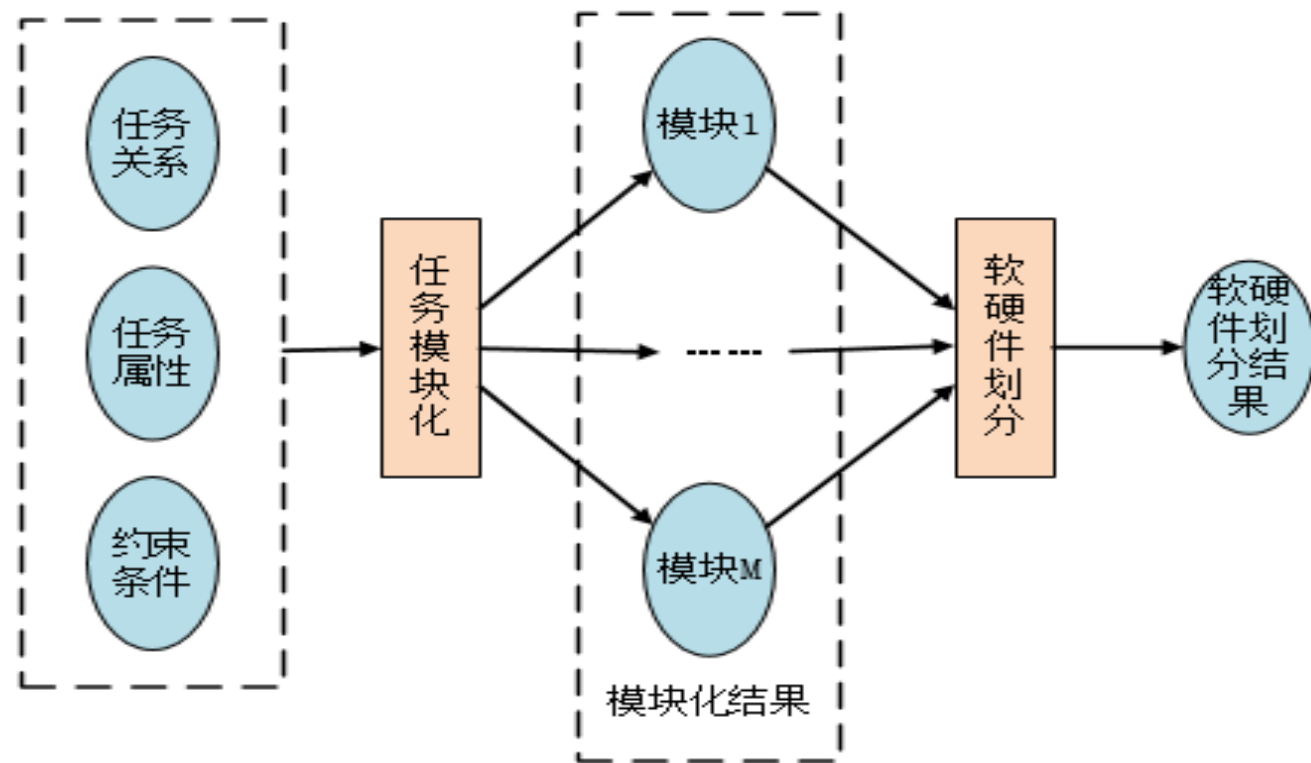 任务
关系
任务
属性
约束
条件
任
务
模
块
化
模块1
……
模块M
模块化结果
软
硬
件
划
分
软硬
件划
分结
果